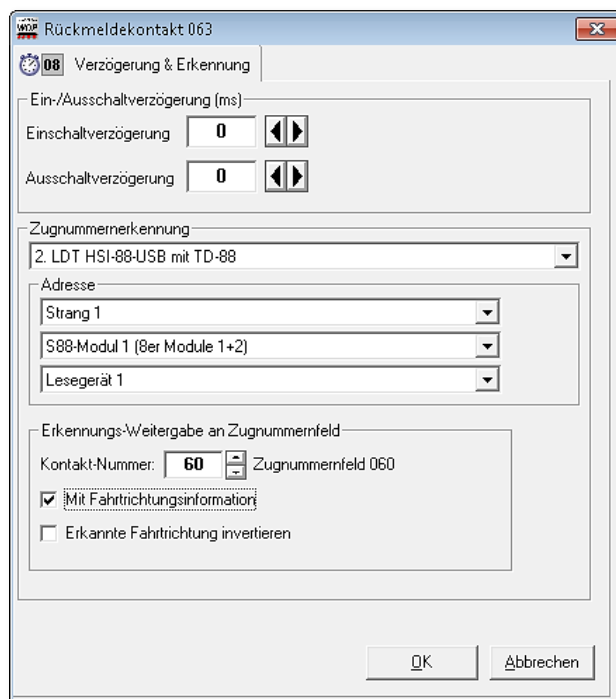 WDP Rückmeldekontakt 063
08 Verzögerung & Erkennung
Ein-/Ausschaltverzögerung (ms)
Einschaltverzögerung 0
Ausschaltverzögerung 0
Zugnummernerkennung
2. LDT HSI-88-USB mit TD-88
Adresse
Strang 1
S88-Modul 1 (8er Module 1+2)
Lesegerät 1
Erkennungs-Weitergabe an Zugnummernfeld
Kontakt-Nummer: 60 Zugnummernfeld 060
Mit Fahrtrichtungsinformation
Erkannte Fahrtrichtung invertieren
OK Abbrechen